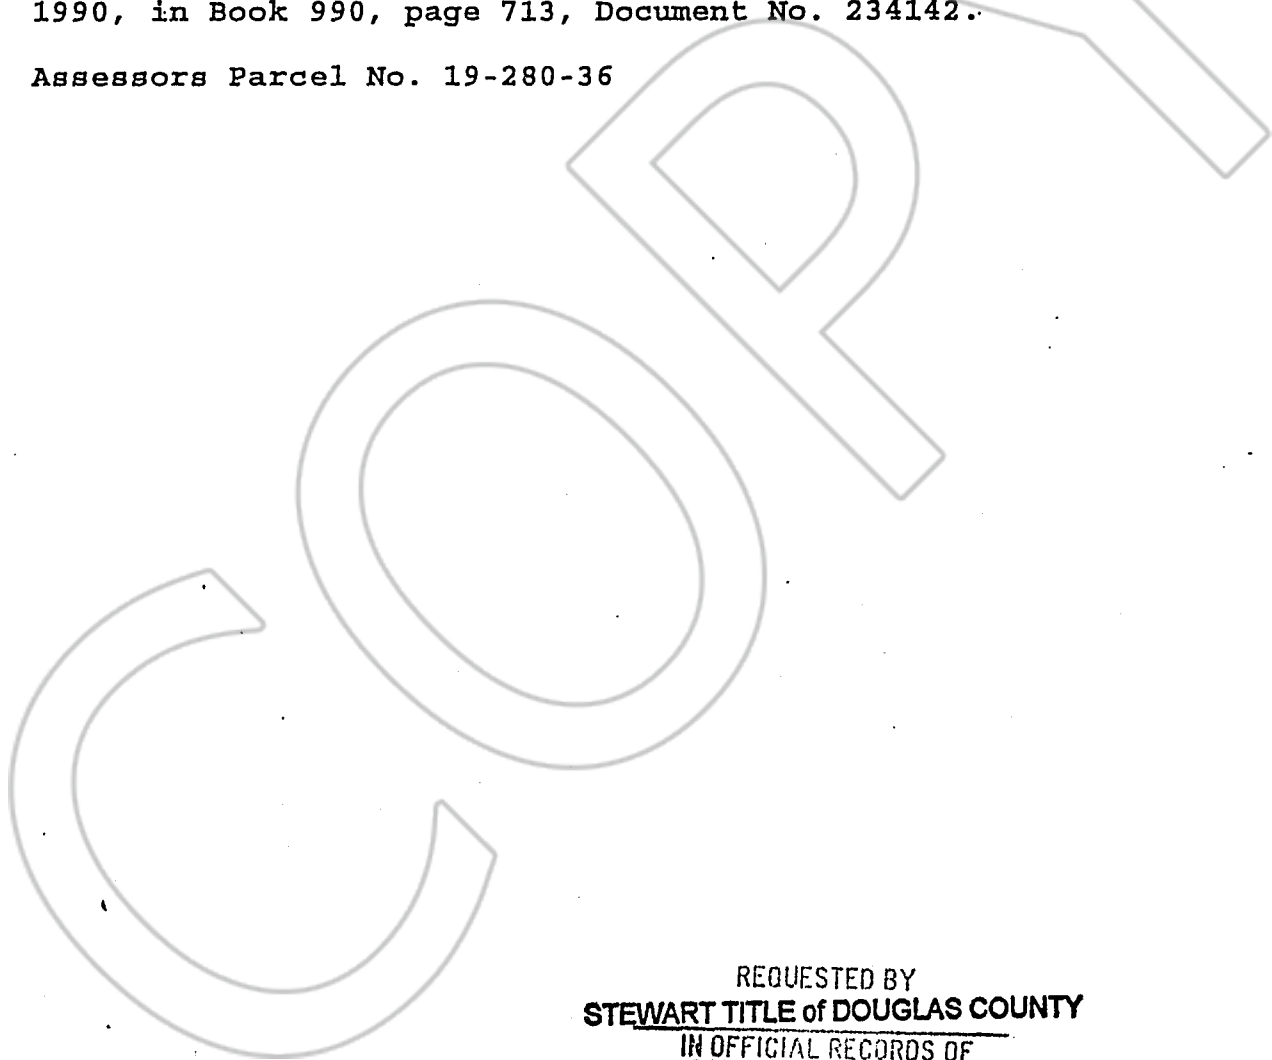 1990, in Book 990, page 713, Document No. 234142.
Assessors Parcel No. 19-280-36
COPY
REQUESTED BY
STEWART TITLE of DOUGLAS COUNTY
IN OFFICIAL RECORDS OF